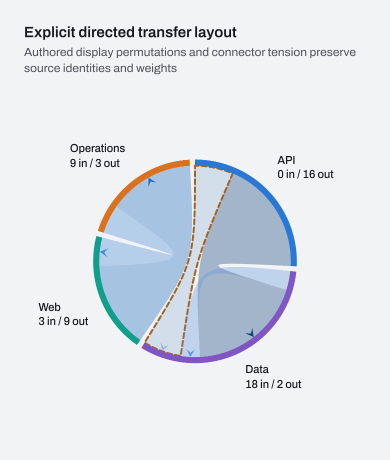 Explicit directed transfer layout
Authored display permutations and connector tension preserve
source identities and weights
Operations
9 in / 3 out
API
0 in / 16 out
Web
3 in / 9 out
Data
18 in / 2 out